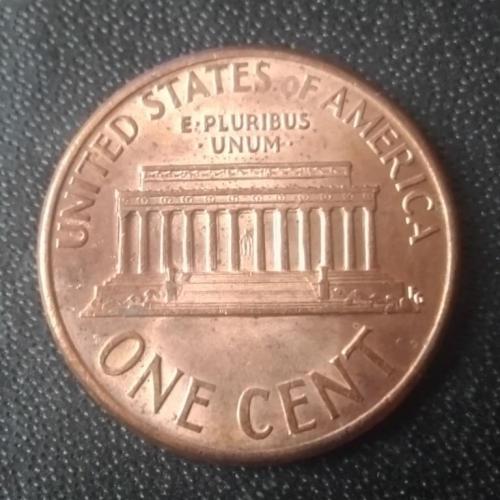 UNITED STATES OF AMERICA
E·PLURIBUS
·UNUM·
ONE CENT